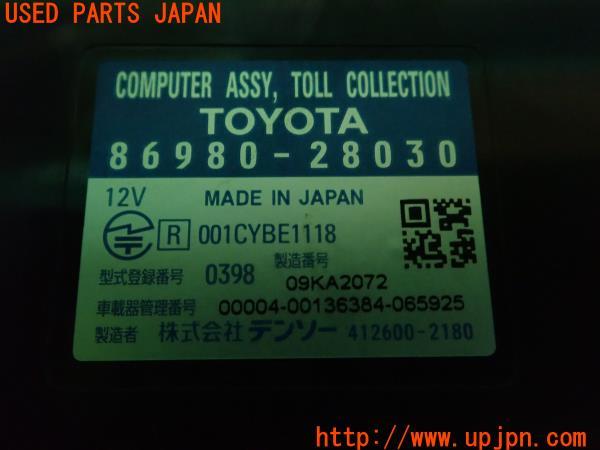 USED PARTS JAPAN
COMPUTER ASSY, TOLL COLLECTION
TOYOTA
86980-28030
12V MADE IN JAPAN
R 001CYBE1118
型式登録番号 0398 製造番号 09KA2072
車載器管理番号 00004-00136384-065925
製造者 株式会社 デンソー 412600-2180
UPJ
http://www.upjpn.com/